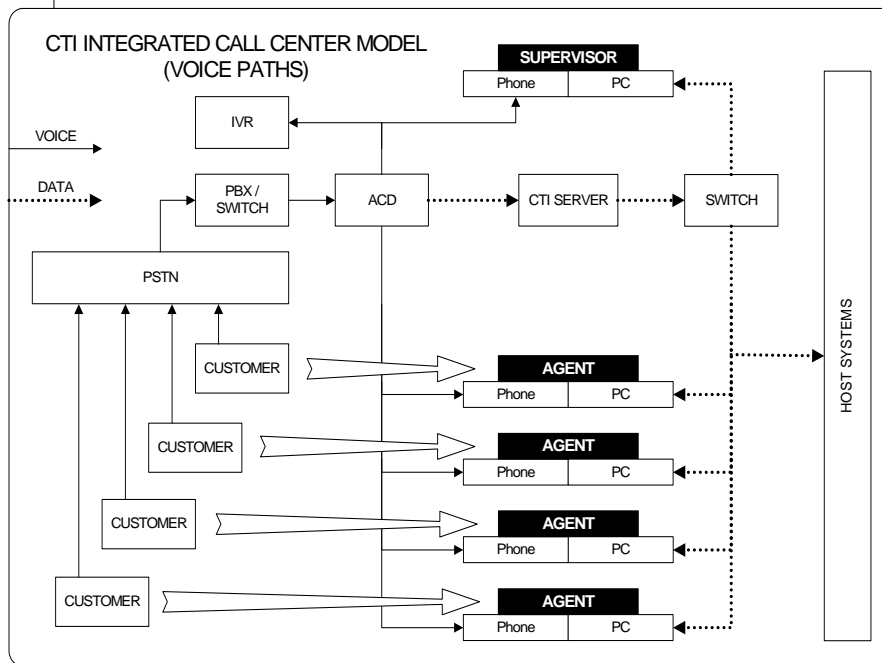 CTI INTEGRATED CALL CENTER MODEL
(VOICE PATHS)
SUPERVISOR
Phone
PC
IVR
VOICE
DATA
PBX /
SWITCH
ACD
CTI SERVER
SWITCH
PSTN
HOST SYSTEMS
CUSTOMER
AGENT
Phone
PC
CUSTOMER
AGENT
Phone
PC
CUSTOMER
AGENT
Phone
PC
CUSTOMER
AGENT
Phone
PC